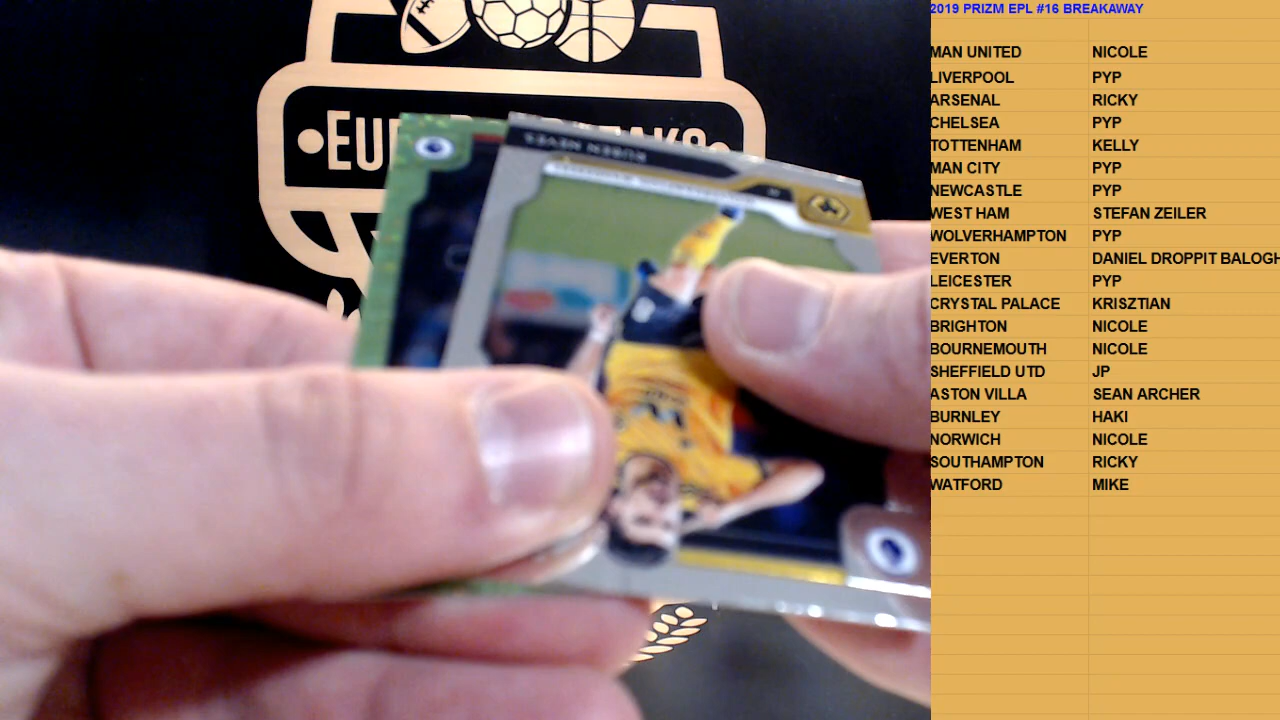 2019 PRIZM EPL #16 BREAKAWAY
MAN UNITED NICOLE
LIVERPOOL PYP
ARSENAL RICKY
CHELSEA PYP
TOTTENHAM KELLY
MAN CITY PYP
NEWCASTLE PYP
WEST HAM STEFAN ZEILER
WOLVERHAMPTON PYP
EVERTON DANIEL DROPPIT BALOGH
LEICESTER PYP
CRYSTAL PALACE KRISZTIAN
BRIGHTON NICOLE
BOURNEMOUTH NICOLE
SHEFFIELD UTD JP
ASTON VILLA SEAN ARCHER
BURNLEY HAKI
NORWICH NICOLE
SOUTHAMPTON RICKY
WATFORD MIKE
RUBEN NEVES